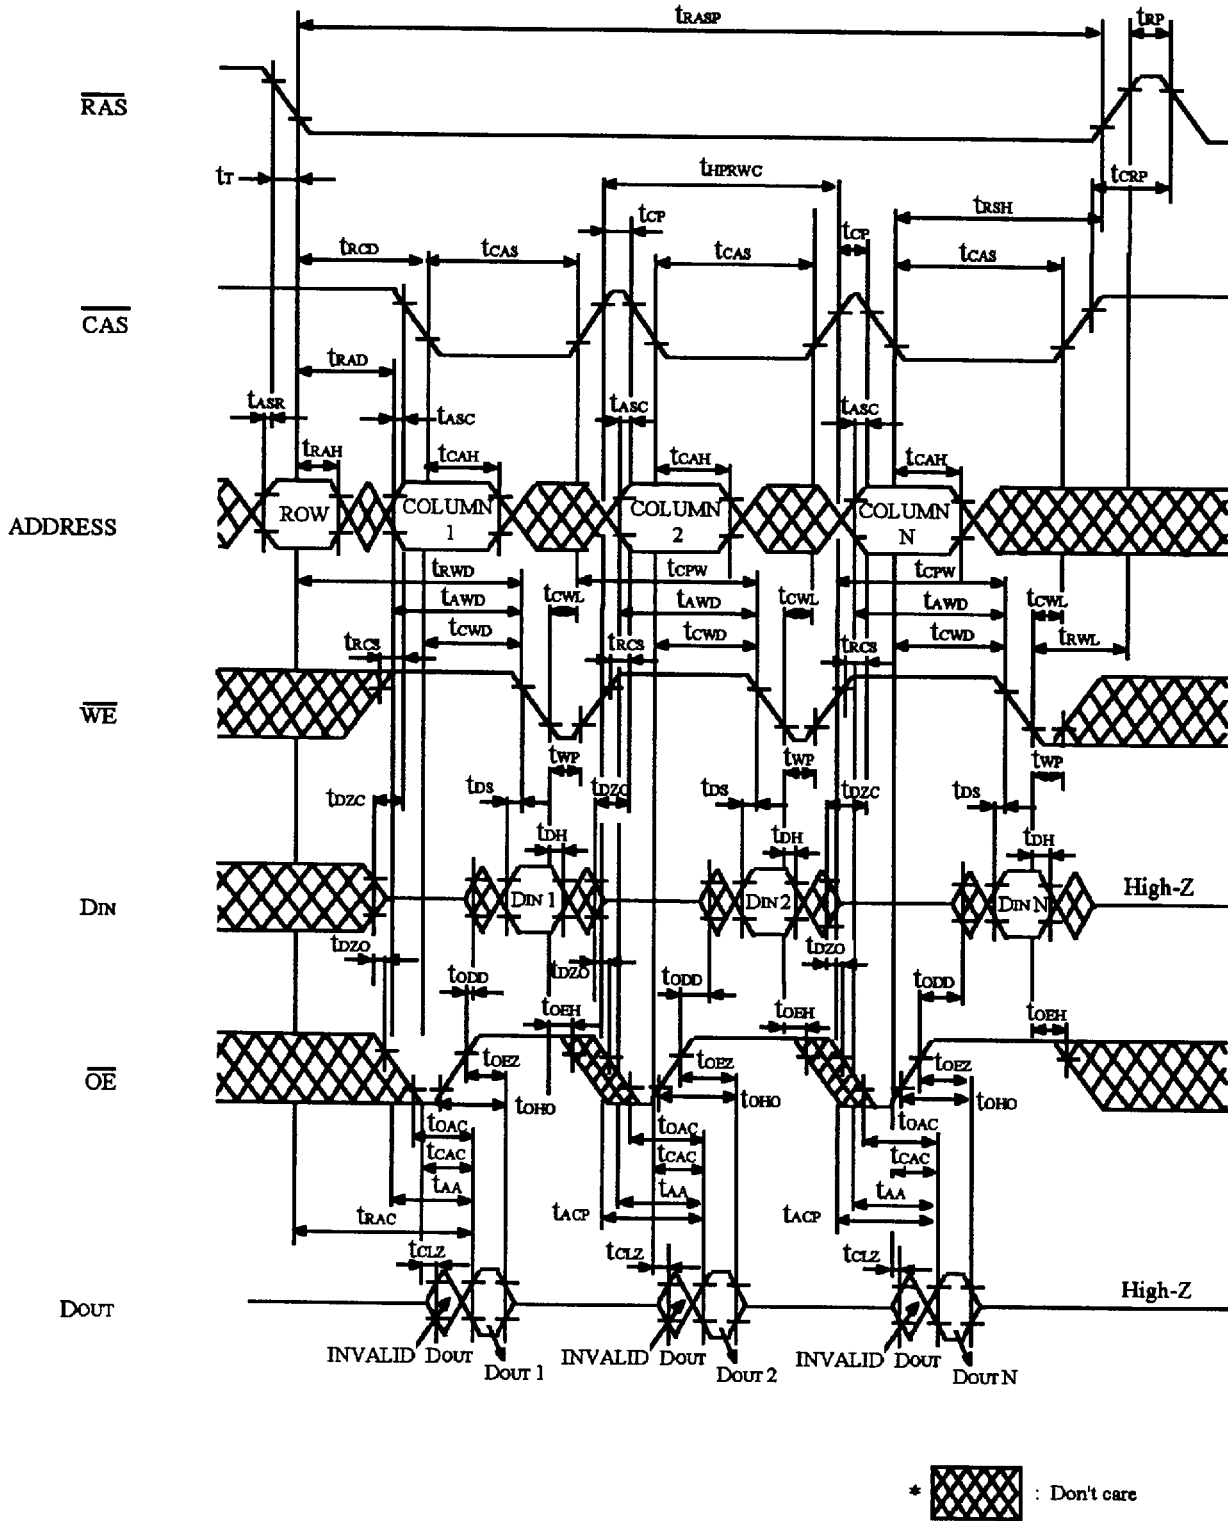 tRASP tRP
RAS
tT tHPRWC tCRP
tRSH
tCP tCP
tRCD tCAS tCAS tCAS
CAS
tRAD
tASR tASC tASC tASC
tRAH tCAH tCAH tCAH
ADDRESS ROW COLUMN 1 COLUMN 2 COLUMN N
tRWD tCPW tCPW
tAWD tCWL tAWD tCWL tAWD tCWL
tRCS tCWD tRCS tCWD tRCS tCWD tRWL
WE
tWP tWP tWP
tDZC tDS tDZC tDS tDZC tDS
tDH tDH tDH
DIN DIN 1 DIN 2 DIN N High-Z
tDZO tDZO tDZO
tODD tODD tODD
tOEH tOEH tOEH
OE tOEZ tOEZ tOEZ
tOHO tOHO tOHO
tOAC tOAC tOAC
tCAC tCAC tCAC
tAA tAA tAA
tRAC tACP tACP
tCLZ tCLZ tCLZ
DOUT High-Z
INVALID DOUT INVALID DOUT INVALID DOUT
DOUT 1 DOUT 2 DOUT N
* : Don't care